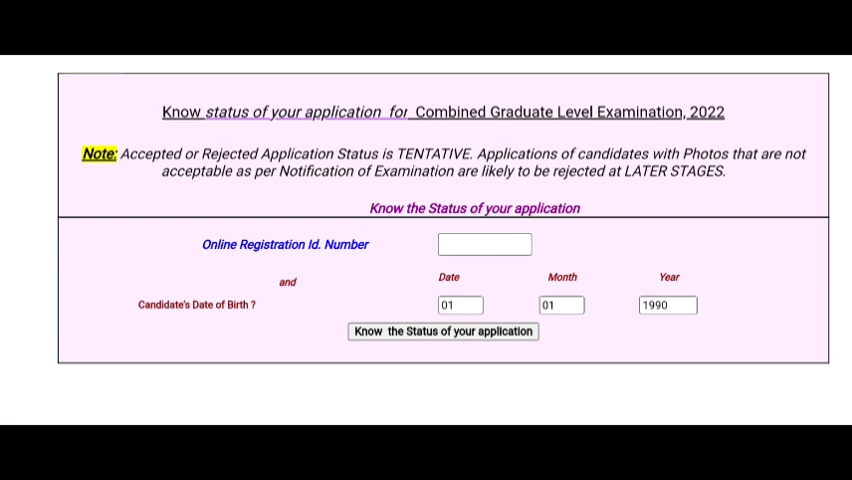 Know status of your application for Combined Graduate Level Examination, 2022
Note: Accepted or Rejected Application Status is TENTATIVE. Applications of candidates with Photos that are not
acceptable as per Notification of Examination are likely to be rejected at LATER STAGES.
Know the Status of your application
Online Registration Id. Number
and Date Month Year
Candidate's Date of Birth ? 01 01 1990
Know the Status of your application